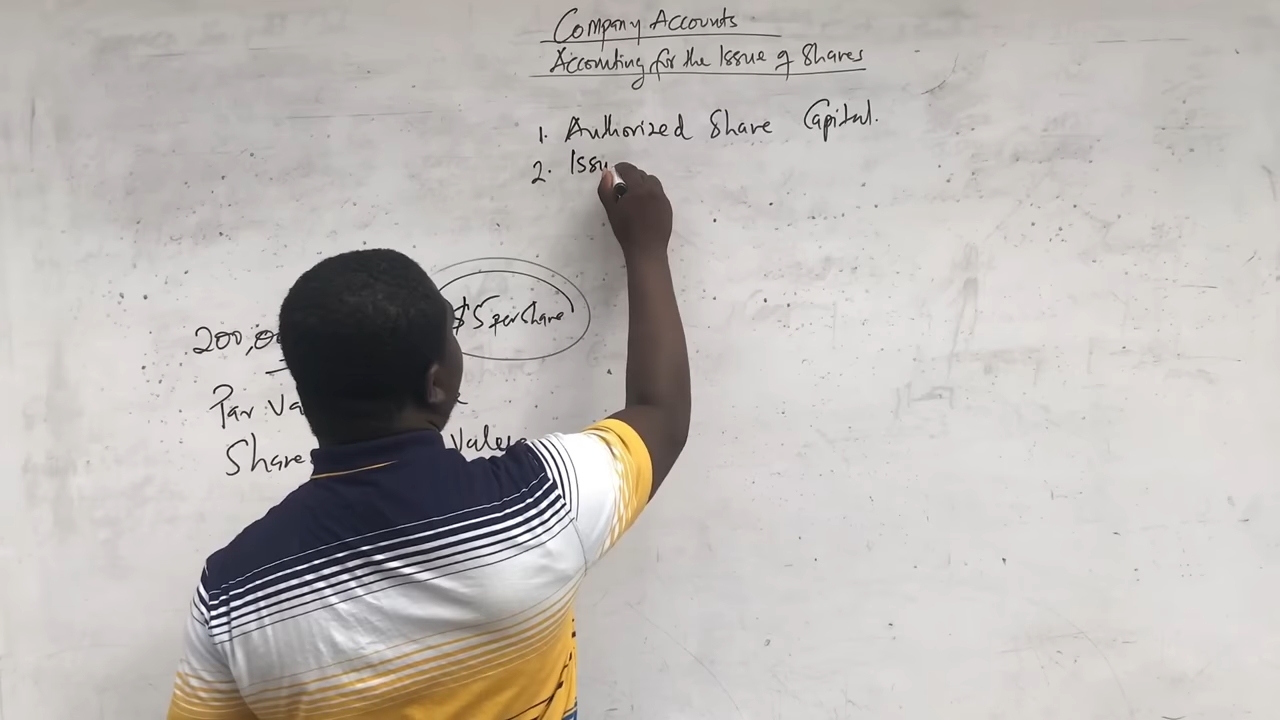 Company Accounts
Accounting for the Issue of Shares
1. Authorized Share Capital.
2. Issu
200,0
$5 per share
Par Va
Share Value